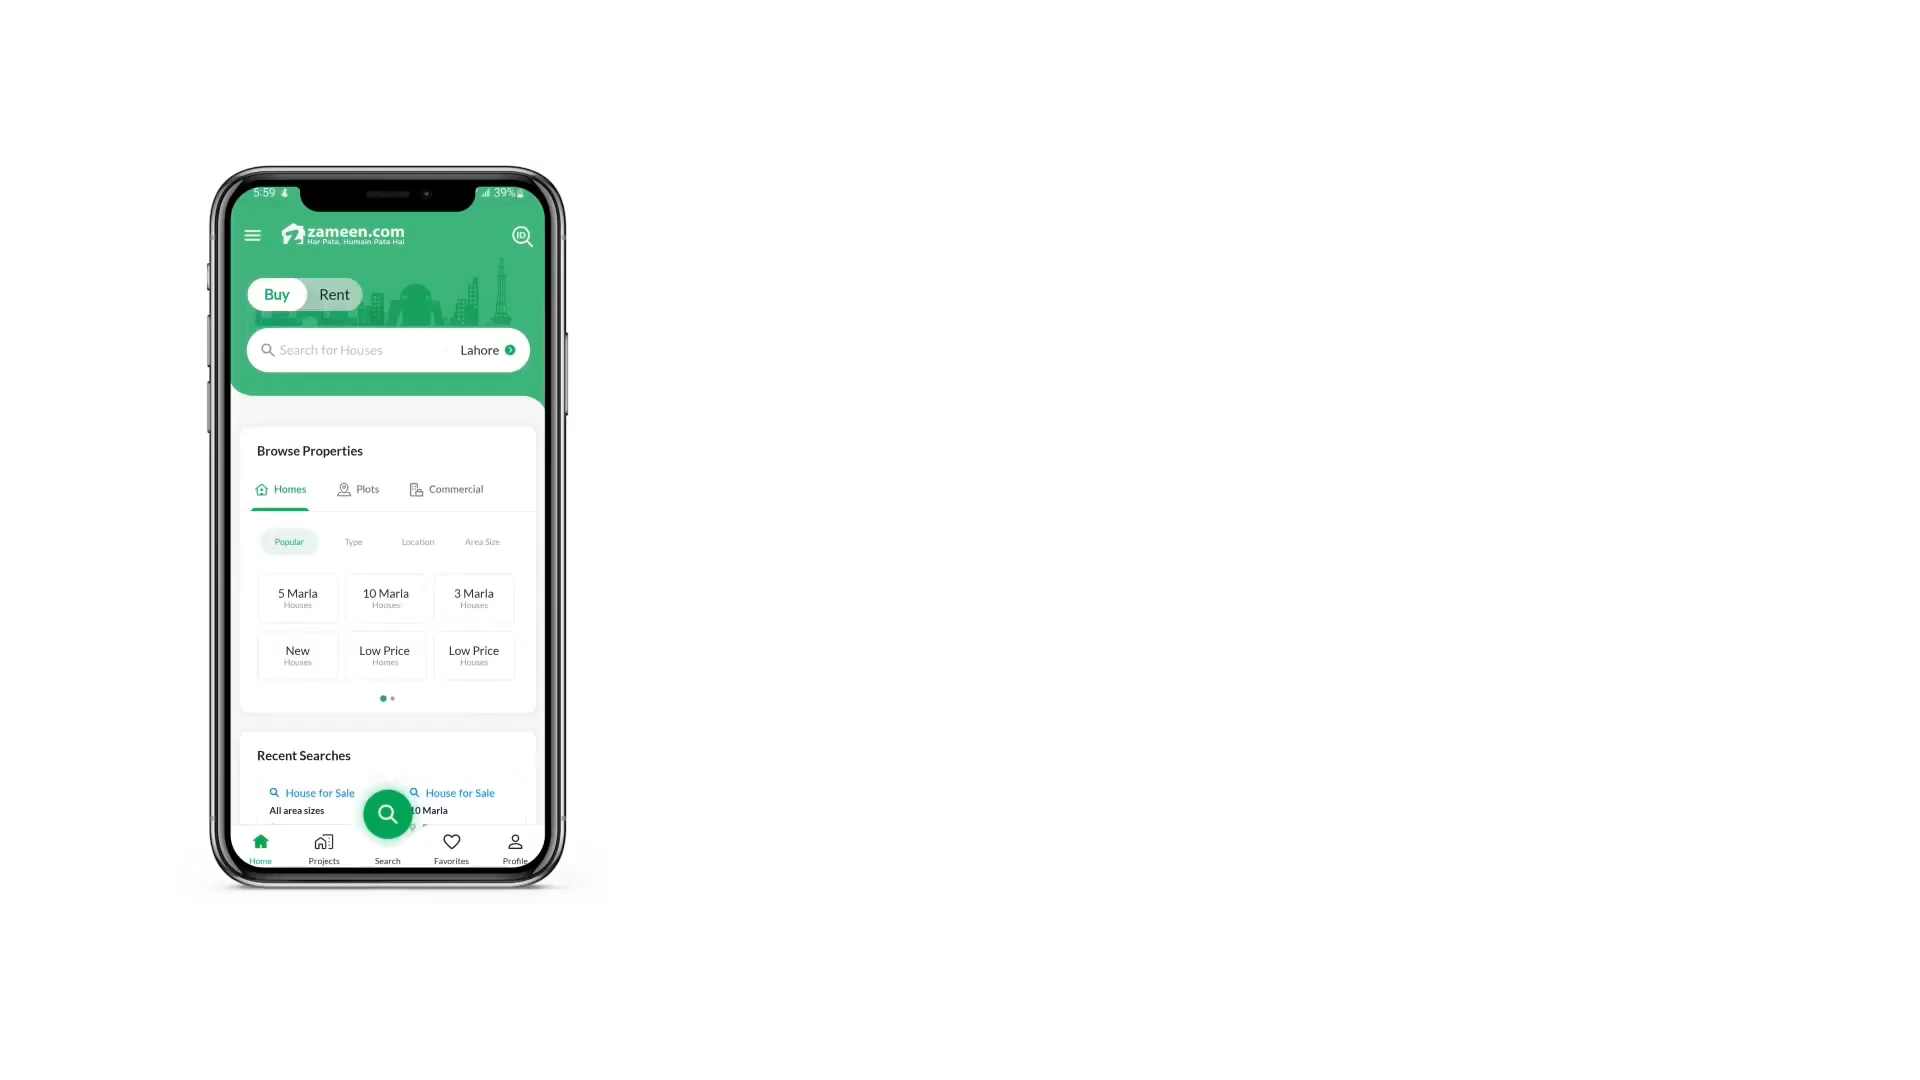 5:59
39%
zameen.com
Har Pata, Humain Pata Hai
ID
Buy Rent
Search for Houses Lahore
Browse Properties
Homes Plots Commercial
Popular Type Location Area Size
5 Marla 10 Marla 3 Marla
Houses Houses Houses
New Low Price Low Price
Houses Homes Houses
Recent Searches
House for Sale House for Sale
All area sizes 10 Marla
Home Projects Search Favorites Profile